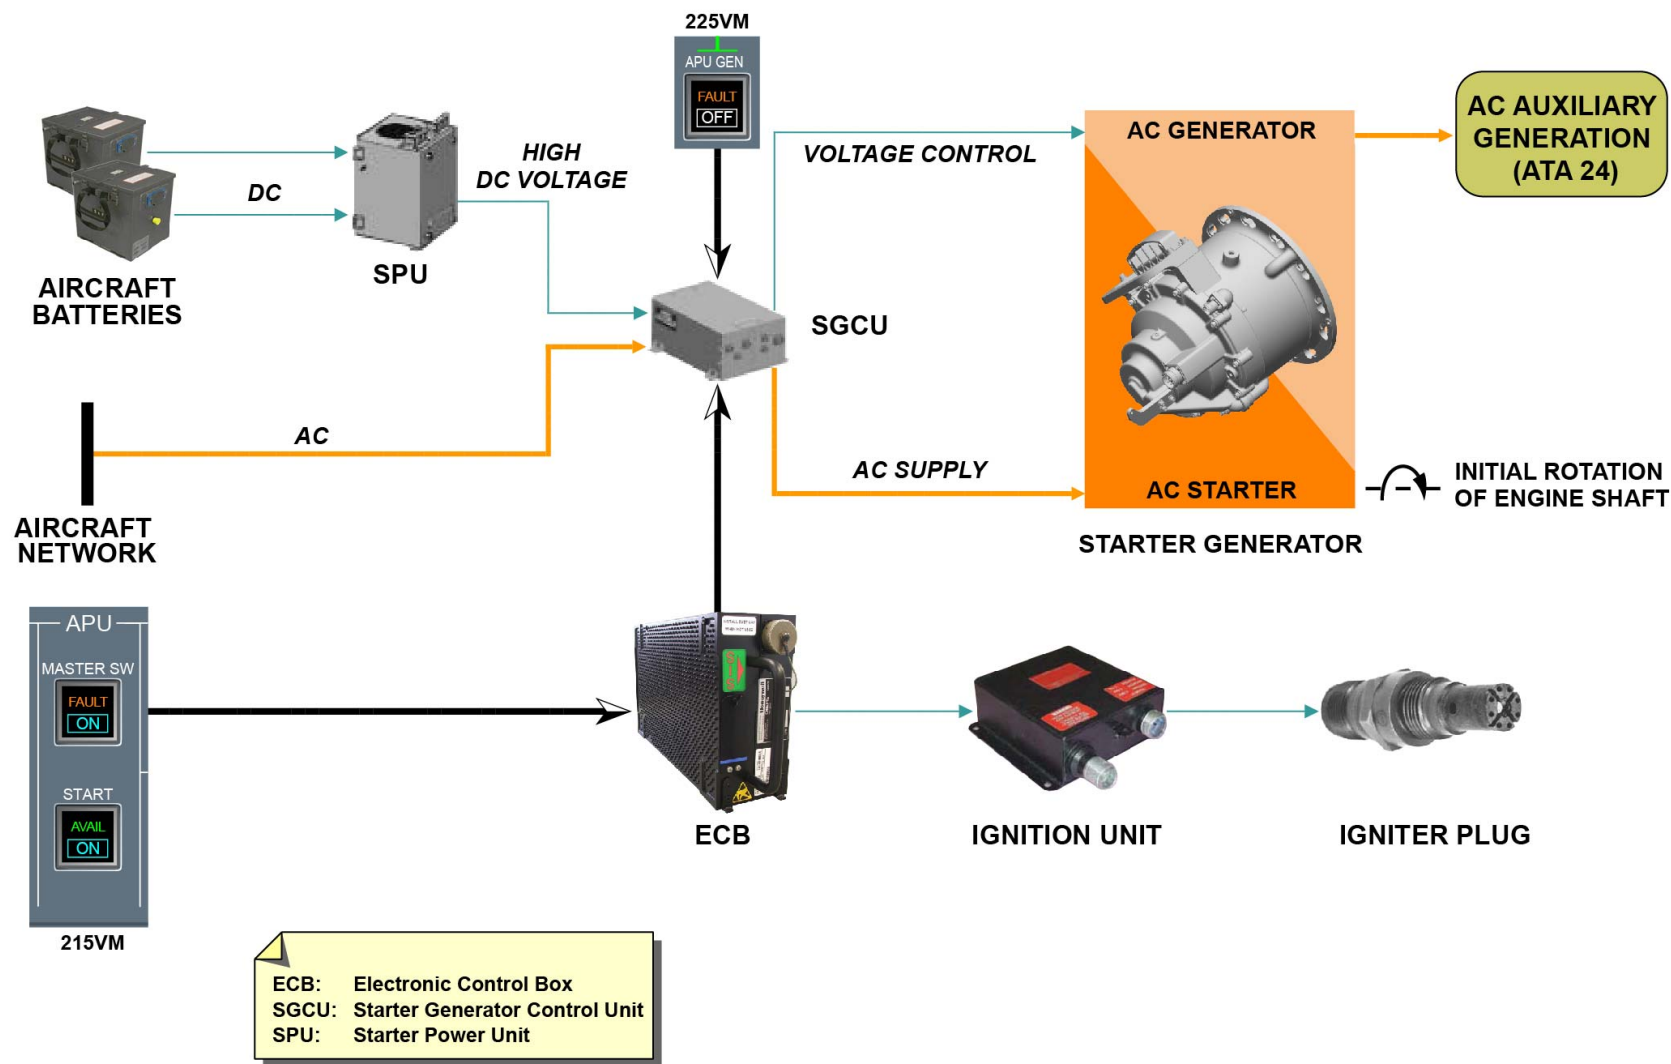 225VM
APU GEN
FAULT
OFF
AC AUXILIARY
GENERATION
(ATA 24)
AC GENERATOR
VOLTAGE CONTROL
HIGH
DC VOLTAGE
DC
SPU
AIRCRAFT
BATTERIES
SGCU
AC
AC SUPPLY
AC STARTER
INITIAL ROTATION
OF ENGINE SHAFT
AIRCRAFT
NETWORK
STARTER GENERATOR
APU
MASTER SW
FAULT
ON
START
AVAIL
ON
215VM
ECB
IGNITION UNIT
IGNITER PLUG
ECB: Electronic Control Box
SGCU: Starter Generator Control Unit
SPU: Starter Power Unit